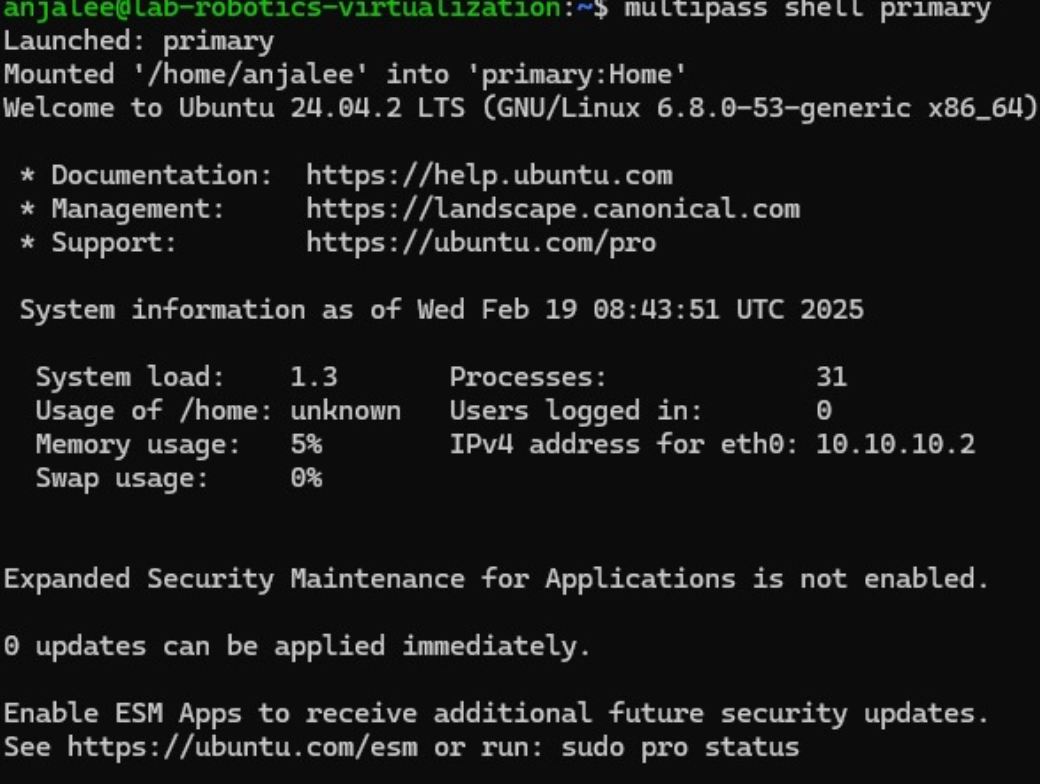 anjalee@lab-robotics-virtualization:~$ multipass shell primary
Launched: primary
Mounted '/home/anjalee' into 'primary:Home'
Welcome to Ubuntu 24.04.2 LTS (GNU/Linux 6.8.0-53-generic x86_64)
* Documentation: https://help.ubuntu.com
* Management: https://landscape.canonical.com
* Support: https://ubuntu.com/pro
System information as of Wed Feb 19 08:43:51 UTC 2025
System load: 1.3 Processes: 31
Usage of /home: unknown Users logged in: 0
Memory usage: 5% IPv4 address for eth0: 10.10.10.2
Swap usage: 0%
Expanded Security Maintenance for Applications is not enabled.
0 updates can be applied immediately.
Enable ESM Apps to receive additional future security updates.
See https://ubuntu.com/esm or run: sudo pro status